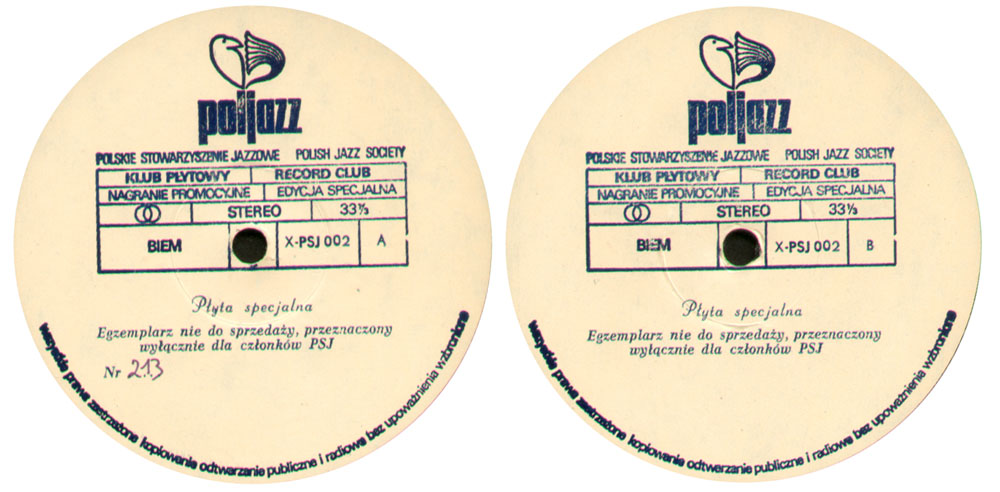 poljazz
POLSKIE STOWARZYSZENIE JAZZOWE POLISH JAZZ SOCIETY
KLUB PŁYTOWY RECORD CLUB
NAGRANIE PROMOCYJNE EDYCJA SPECJALNA
STEREO 33⅓
BIEM X-PSJ 002 A
Płyta specjalna
Egzemplarz nie do sprzedaży, przeznaczony
wyłącznie dla członków PSJ
Nr 213
wszystkie prawa zastrzeżone kopiowanie odtwarzanie publiczne i radiowe bez upoważnienia wzbronione
poljazz
POLSKIE STOWARZYSZENIE JAZZOWE POLISH JAZZ SOCIETY
KLUB PŁYTOWY RECORD CLUB
NAGRANIE PROMOCYJNE EDYCJA SPECJALNA
STEREO 33⅓
BIEM X-PSJ 002 B
Płyta specjalna
Egzemplarz nie do sprzedaży, przeznaczony
wyłącznie dla członków PSJ
wszystkie prawa zastrzeżone kopiowanie odtwarzanie publiczne i radiowe bez upoważnienia wzbronione